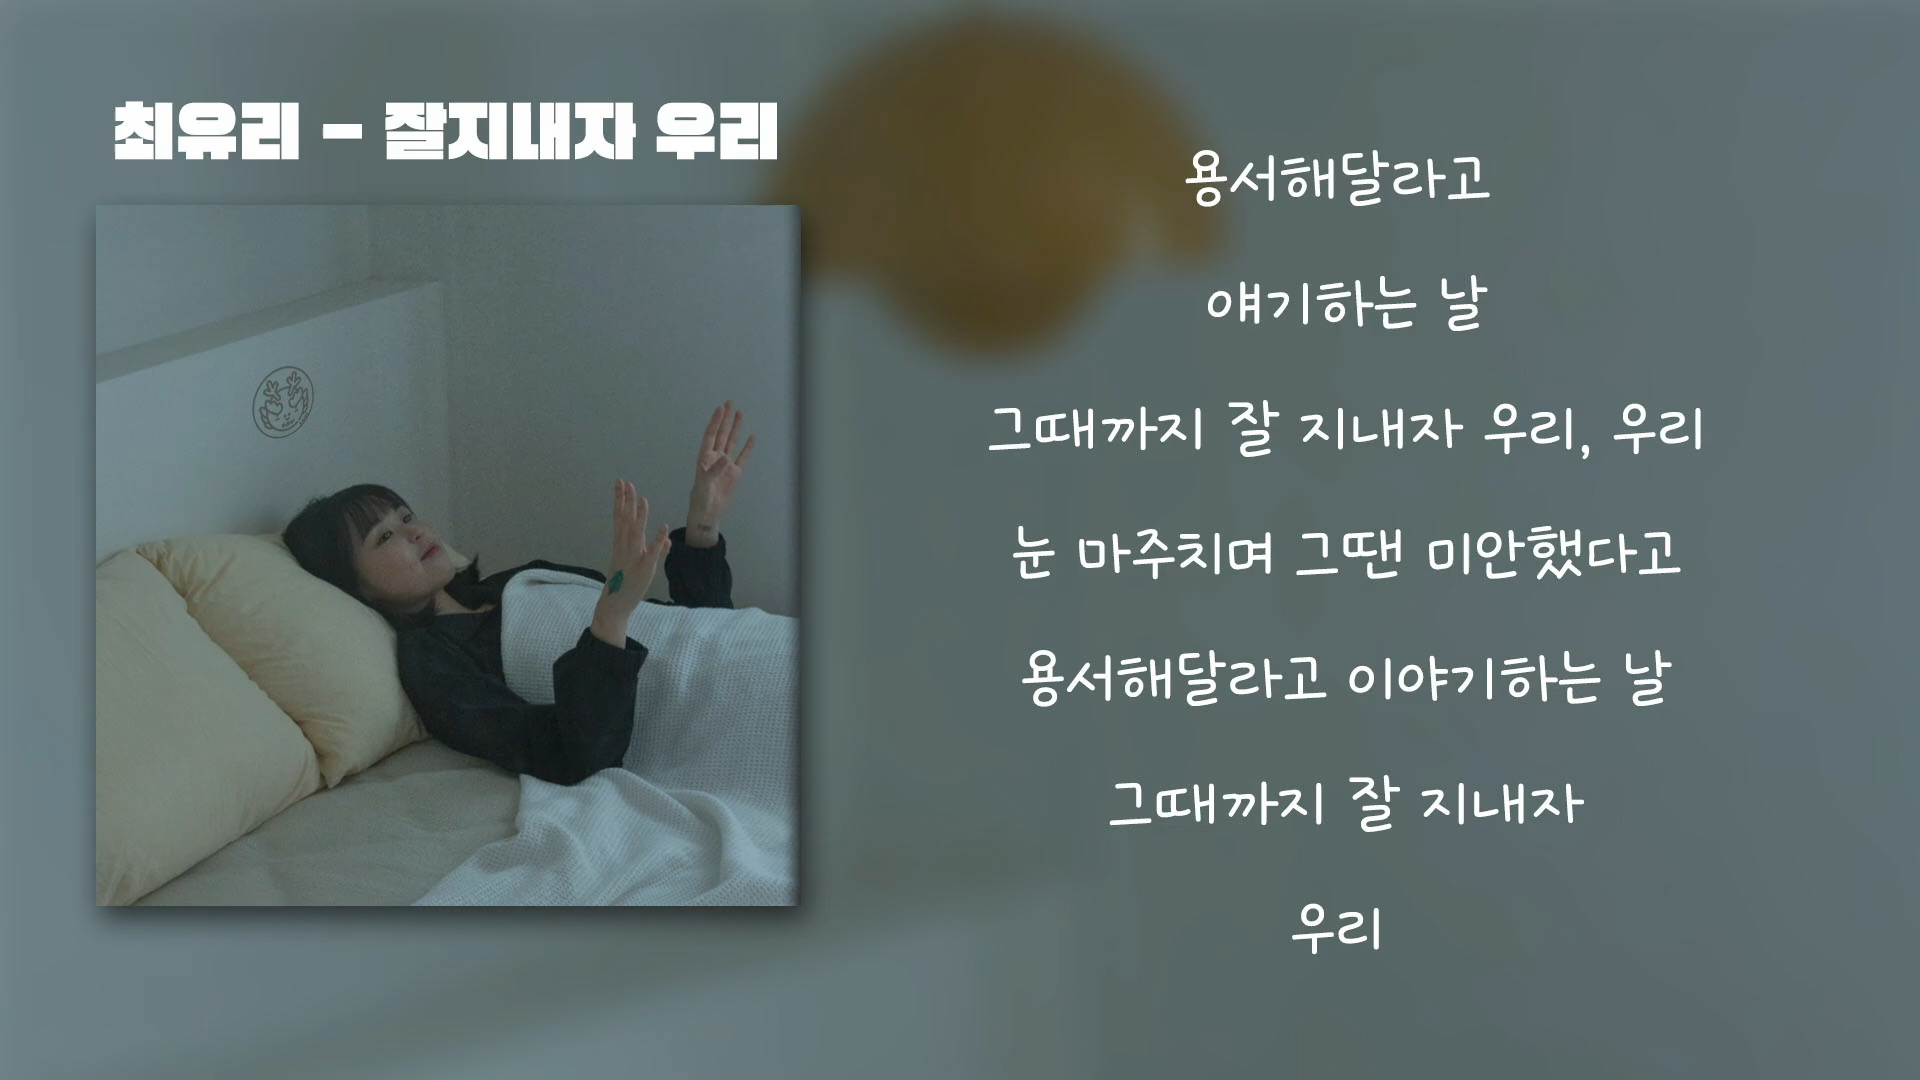 최유리 - 잘지내자 우리
용서해달라고
얘기하는 날
그때까지 잘 지내자 우리, 우리
눈 마주치며 그땐 미안했다고
용서해달라고 이야기하는 날
그때까지 잘 지내자
우리